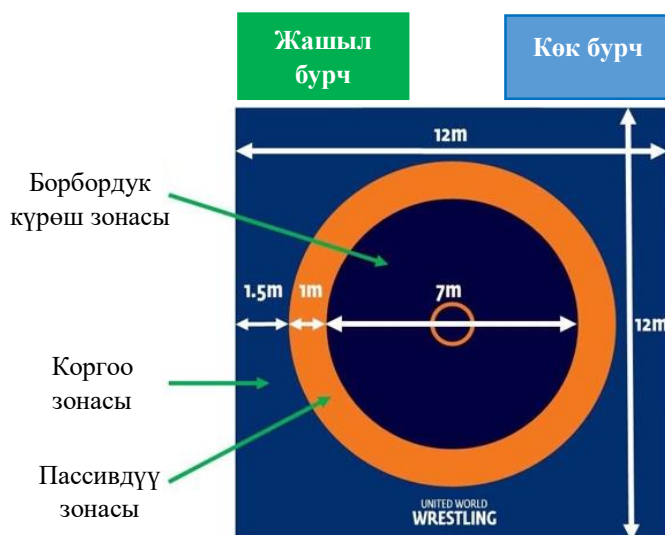 Жашыл
бурч
Көк бурч
12m
Борбордук
күрөш зонасы
1.5m
1m
7m
12m
Коргоо
зонасы
Пассивдүү
зонасы
UNITED WORLD
WRESTLING